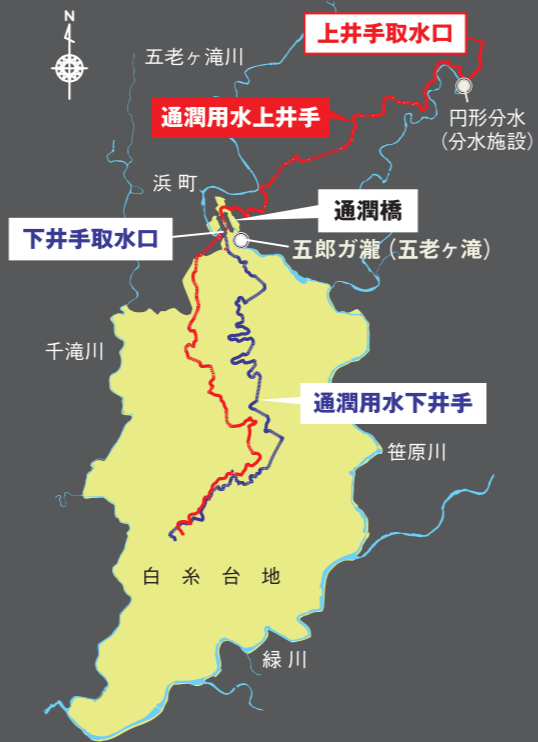 N
上井手取水口
五老ヶ滝川
通潤用水上井手
円形分水
（分水施設）
浜町
通潤橋
下井手取水口
五郎ガ瀧（五老ヶ滝）
千滝川
通潤用水下井手
笹原川
白糸台地
緑川